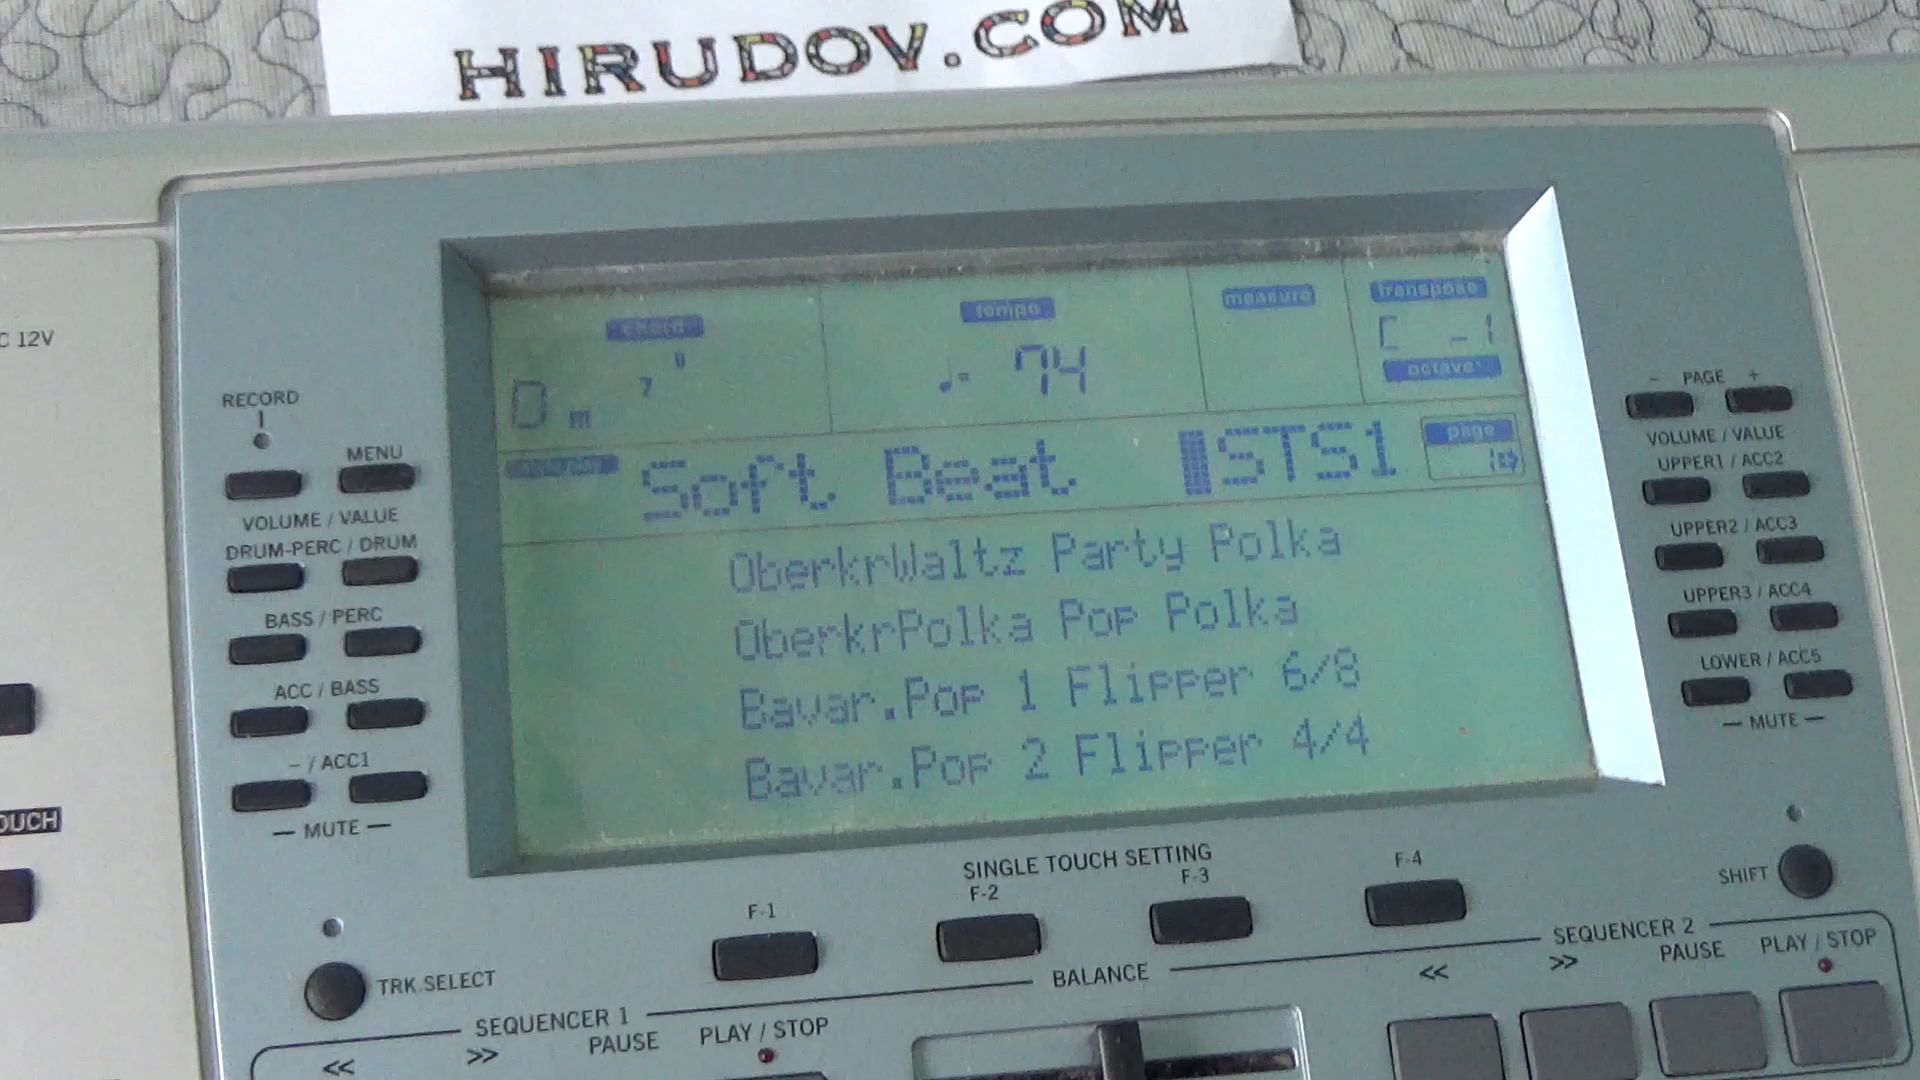 HIRUDOV.COM
C 12V
chord
tempo
measure
transpose
D m 7
♩= 74
octave
Soft Beat STS1
page
1
OberkrWaltz Party Polka
OberkrPolka Pop Polka
Bavar.Pop 1 Flipper 6/8
Bavar.Pop 2 Flipper 4/4
RECORD
MENU
VOLUME / VALUE
DRUM-PERC / DRUM
BASS / PERC
ACC / BASS
- / ACC1
— MUTE —
OUCH
- PAGE +
VOLUME / VALUE
UPPER1 / ACC2
UPPER2 / ACC3
UPPER3 / ACC4
LOWER / ACC5
— MUTE —
SINGLE TOUCH SETTING
F-1 F-2 F-3 F-4
SHIFT
TRK.SELECT
BALANCE
SEQUENCER 1
<< >> PAUSE PLAY / STOP
SEQUENCER 2
<< >> PAUSE PLAY / STOP